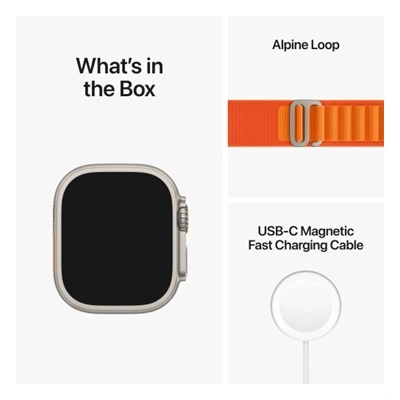 What's in
the Box
Alpine Loop
USB-C Magnetic
Fast Charging Cable